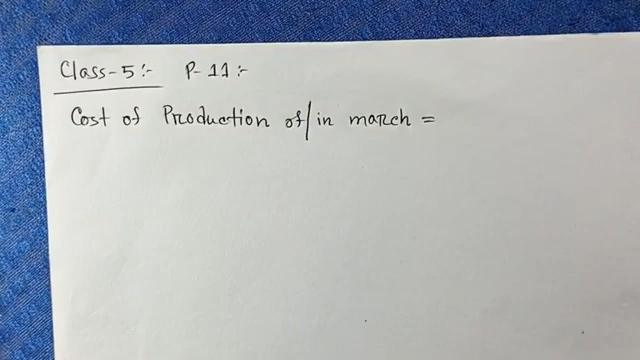 Class-5:- P-11:-
Cost of Production of/in march =